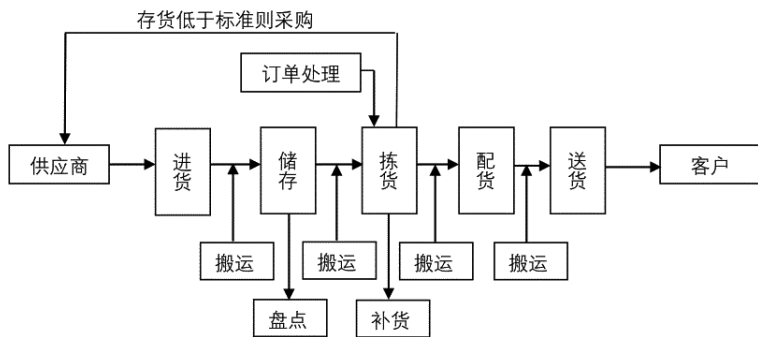 存货低于标准则采购
订单处理
供应商
进货
储存
拣货
配货
送货
客户
搬运
搬运
搬运
搬运
盘点
补货